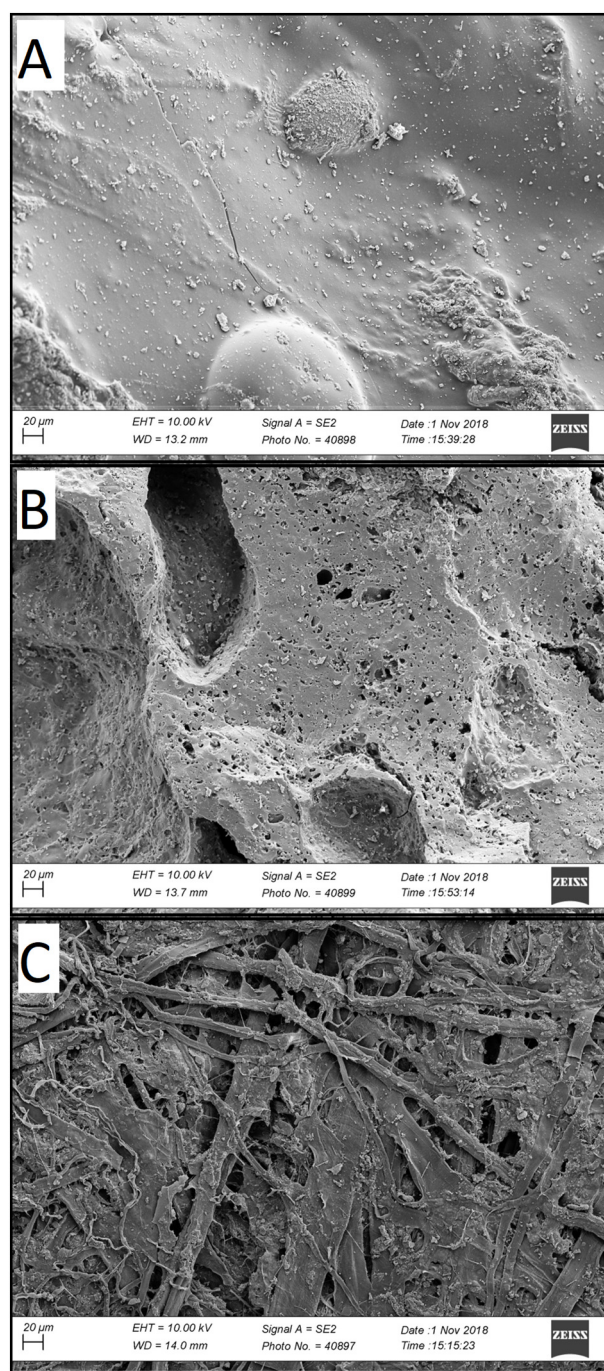 A
20 µm EHT = 10.00 kV Signal A = SE2 Date :1 Nov 2018
WD = 13.2 mm Photo No. = 40898 Time :15:39:28
ZEISS
B
20 µm EHT = 10.00 kV Signal A = SE2 Date :1 Nov 2018
WD = 13.7 mm Photo No. = 40899 Time :15:53:14
ZEISS
C
20 µm EHT = 10.00 kV Signal A = SE2 Date :1 Nov 2018
WD = 14.0 mm Photo No. = 40897 Time :15:15:23
ZEISS